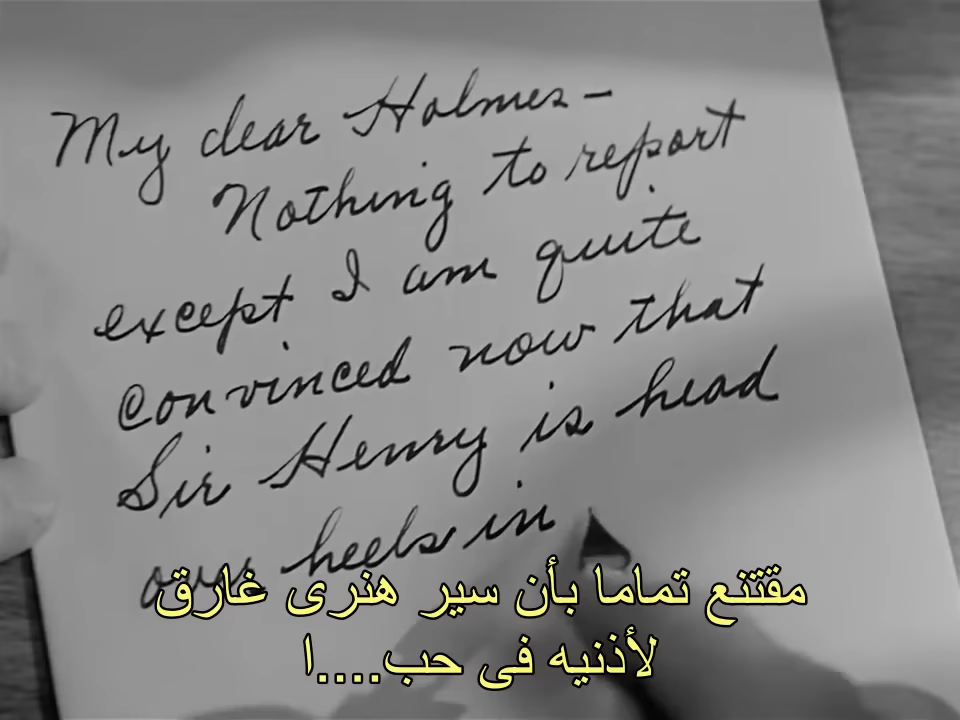 My dear Holmes –
Nothing to report
except I am quite
convinced now that
Sir Henry is head
over heels in
مقتنع تماما بأن سير هنرى غارق
لأذنيه فى حب....ا